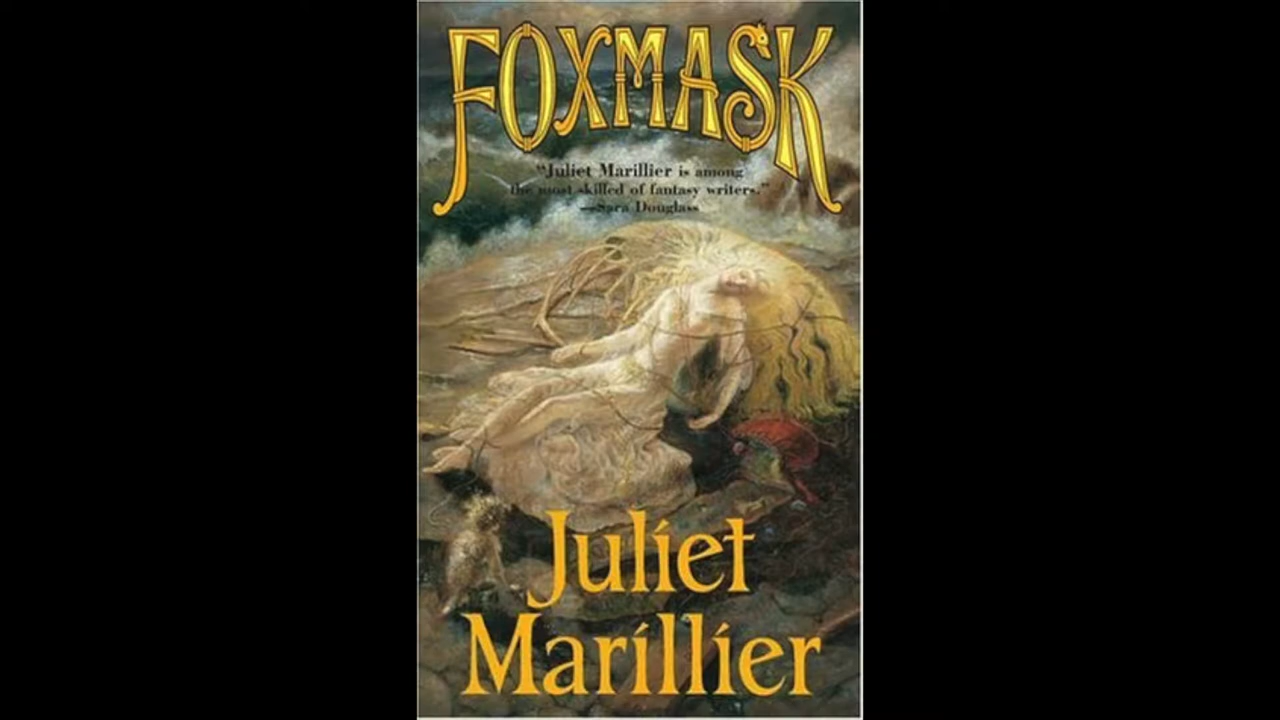 FOXMASK
"Juliet Marillier is among
the most skilled of fantasy writers."
—Sara Douglass
Juliet
Marillier